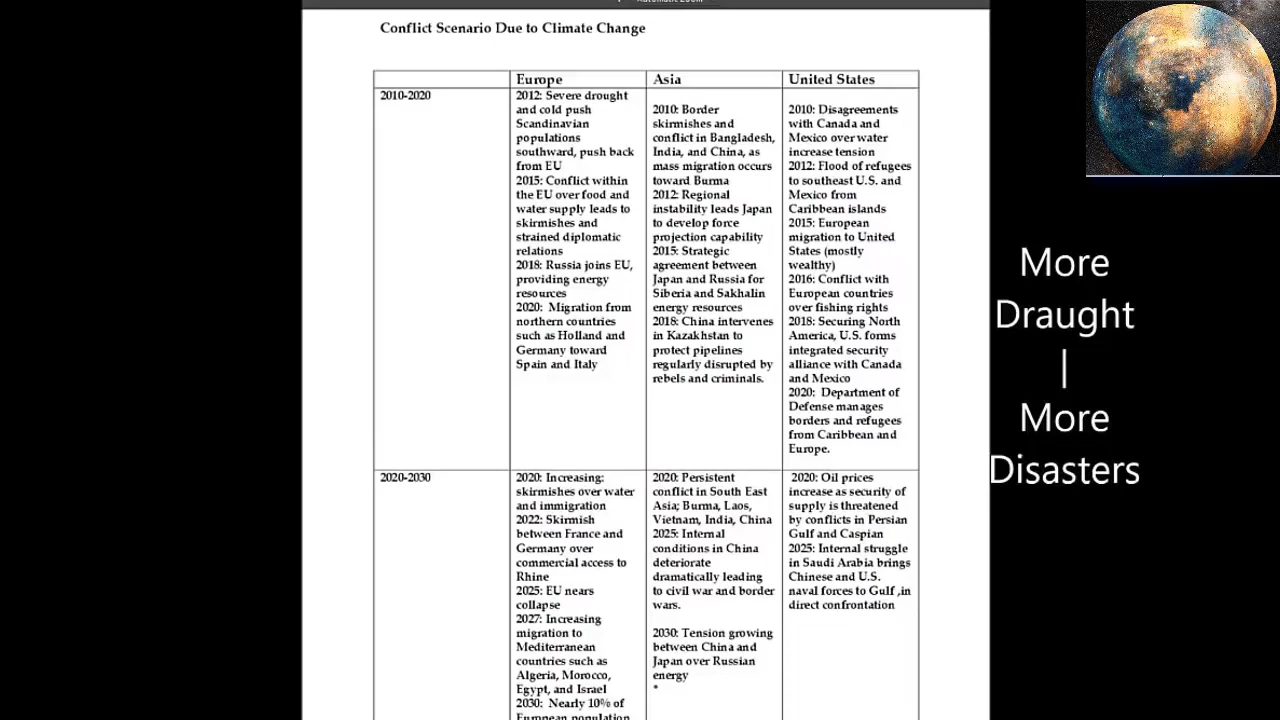 Conflict Scenario Due to Climate Change
Europe
Asia
United States
2010-2020
2012: Severe drought
and cold push
Scandinavian
populations
southward, push back
from EU
2015: Conflict within
the EU over food and
water supply leads to
skirmishes and
strained diplomatic
relations
2018: Russia joins EU,
providing energy
resources
2020: Migration from
northern countries
such as Holland and
Germany toward
Spain and Italy
2010: Border
skirmishes and
conflict in Bangladesh,
India, and China, as
mass migration occurs
toward Burma
2012: Regional
instability leads Japan
to develop force
projection capability
2015: Strategic
agreement between
Japan and Russia for
Siberia and Sakhalin
energy resources
2018: China intervenes
in Kazakhstan to
protect pipelines
regularly disrupted by
rebels and criminals.
2010: Disagreements
with Canada and
Mexico over water
increase tension
2012: Flood of refugees
to southeast U.S. and
Mexico from
Caribbean islands
2015: European
migration to United
States (mostly
wealthy)
2016: Conflict with
European countries
over fishing rights
2018: Securing North
America, U.S. forms
integrated security
alliance with Canada
and Mexico
2020: Department of
Defense manages
borders and refugees
from Caribbean and
Europe.
2020-2030
2020: Increasing:
skirmishes over water
and immigration
2022: Skirmish
between France and
Germany over
commercial access to
Rhine
2025: EU nears
collapse
2027: Increasing
migration to
Mediterranean
countries such as
Algeria, Morocco,
Egypt, and Israel
2030: Nearly 10% of
European population
2020: Persistent
conflict in South East
Asia; Burma, Laos,
Vietnam, India, China
2025: Internal
conditions in China
deteriorate
dramatically leading
to civil war and border
wars.
2030: Tension growing
between China and
Japan over Russian
energy
*
2020: Oil prices
increase as security of
supply is threatened
by conflicts in Persian
Gulf and Caspian
2025: Internal struggle
in Saudi Arabia brings
Chinese and U.S.
naval forces to Gulf ,in
direct confrontation
More
Draught
|
More
Disasters